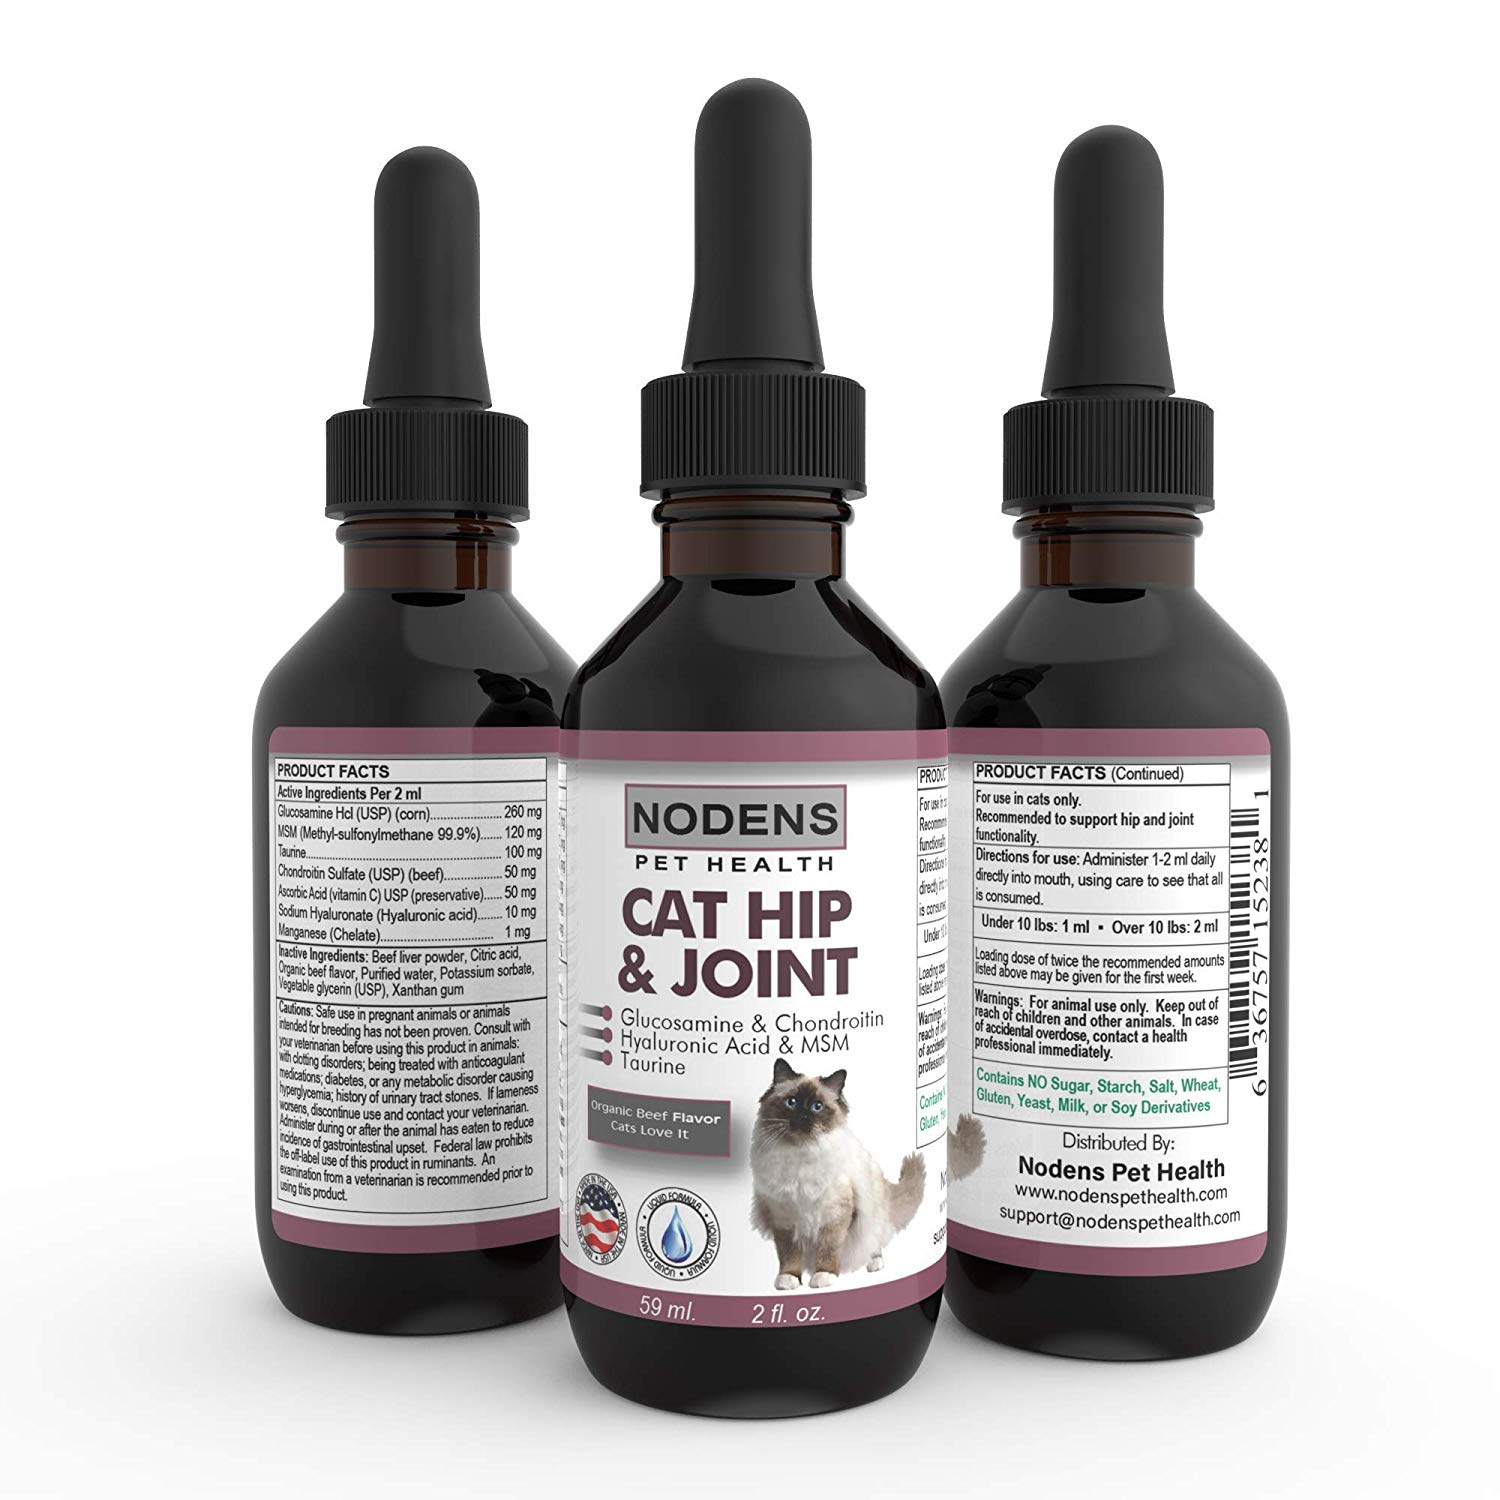 PRODUCT FACTS
Active Ingredients Per 2 ml
Glucosamine Hcl (USP) (corn)..................... 260 mg
MSM (Methyl-sulfonylmethane 99.9%)...... 120 mg
Taurine......................................................... 100 mg
Chondroitin Sulfate (USP) (beef)................. 50 mg
Ascorbic Acid (vitamin C) USP (preservative)..... 50 mg
Sodium Hyaluronate (Hyaluronic acid)....... 10 mg
Manganese (Chelate)................................. 1 mg
Inactive Ingredients: Beef liver powder, Citric acid,
Organic beef flavor, Purified water, Potassium sorbate,
Vegetable glycerin (USP), Xanthan gum
Cautions: Safe use in pregnant animals or animals
intended for breeding has not been proven. Consult with
your veterinarian before using this product in animals:
with clotting disorders; being treated with anticoagulant
medications; diabetes, or any metabolic disorder causing
hyperglycemia; history of urinary tract stones. If lameness
worsens, discontinue use and contact your veterinarian.
Administer during or after the animal has eaten to reduce
incidence of gastrointestinal upset. Federal law prohibits
the off-label use of this product in ruminants. An
examination from a veterinarian is recommended prior to
using this product.
NODENS
PET HEALTH
CAT HIP
& JOINT
Glucosamine & Chondroitin
Hyaluronic Acid & MSM
Taurine
Organic Beef Flavor
Cats Love It
MADE IN THE USA
LIQUID FORMULA • LIQUID FORMULA • LIQUID FORMULA
59 ml. 2 fl. oz.
PRODUCT FACTS (Continued)
For use in cats only.
Recommended to support hip and joint
functionality.
Directions for use: Administer 1-2 ml daily
directly into mouth, using care to see that all
is consumed.
Under 10 lbs: 1 ml ▪ Over 10 lbs: 2 ml
Loading dose of twice the recommended amounts
listed above may be given for the first week.
Warnings: For animal use only. Keep out of
reach of children and other animals. In case
of accidental overdose, contact a health
professional immediately.
Contains NO Sugar, Starch, Salt, Wheat,
Gluten, Yeast, Milk, or Soy Derivatives
Distributed By:
Nodens Pet Health
www.nodenspethealth.com
support@nodenspethealth.com
6 36757 15238 1